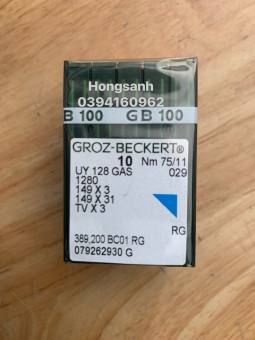 Hongsanh
0394160962
B 100 GB 100
GROZ-BECKERT®
10 Nm 75/11
UY 128 GAS 029
1280
149 X 3
149 X 31
TV X 3
RG
369,200 BC01 RG
079262930 G